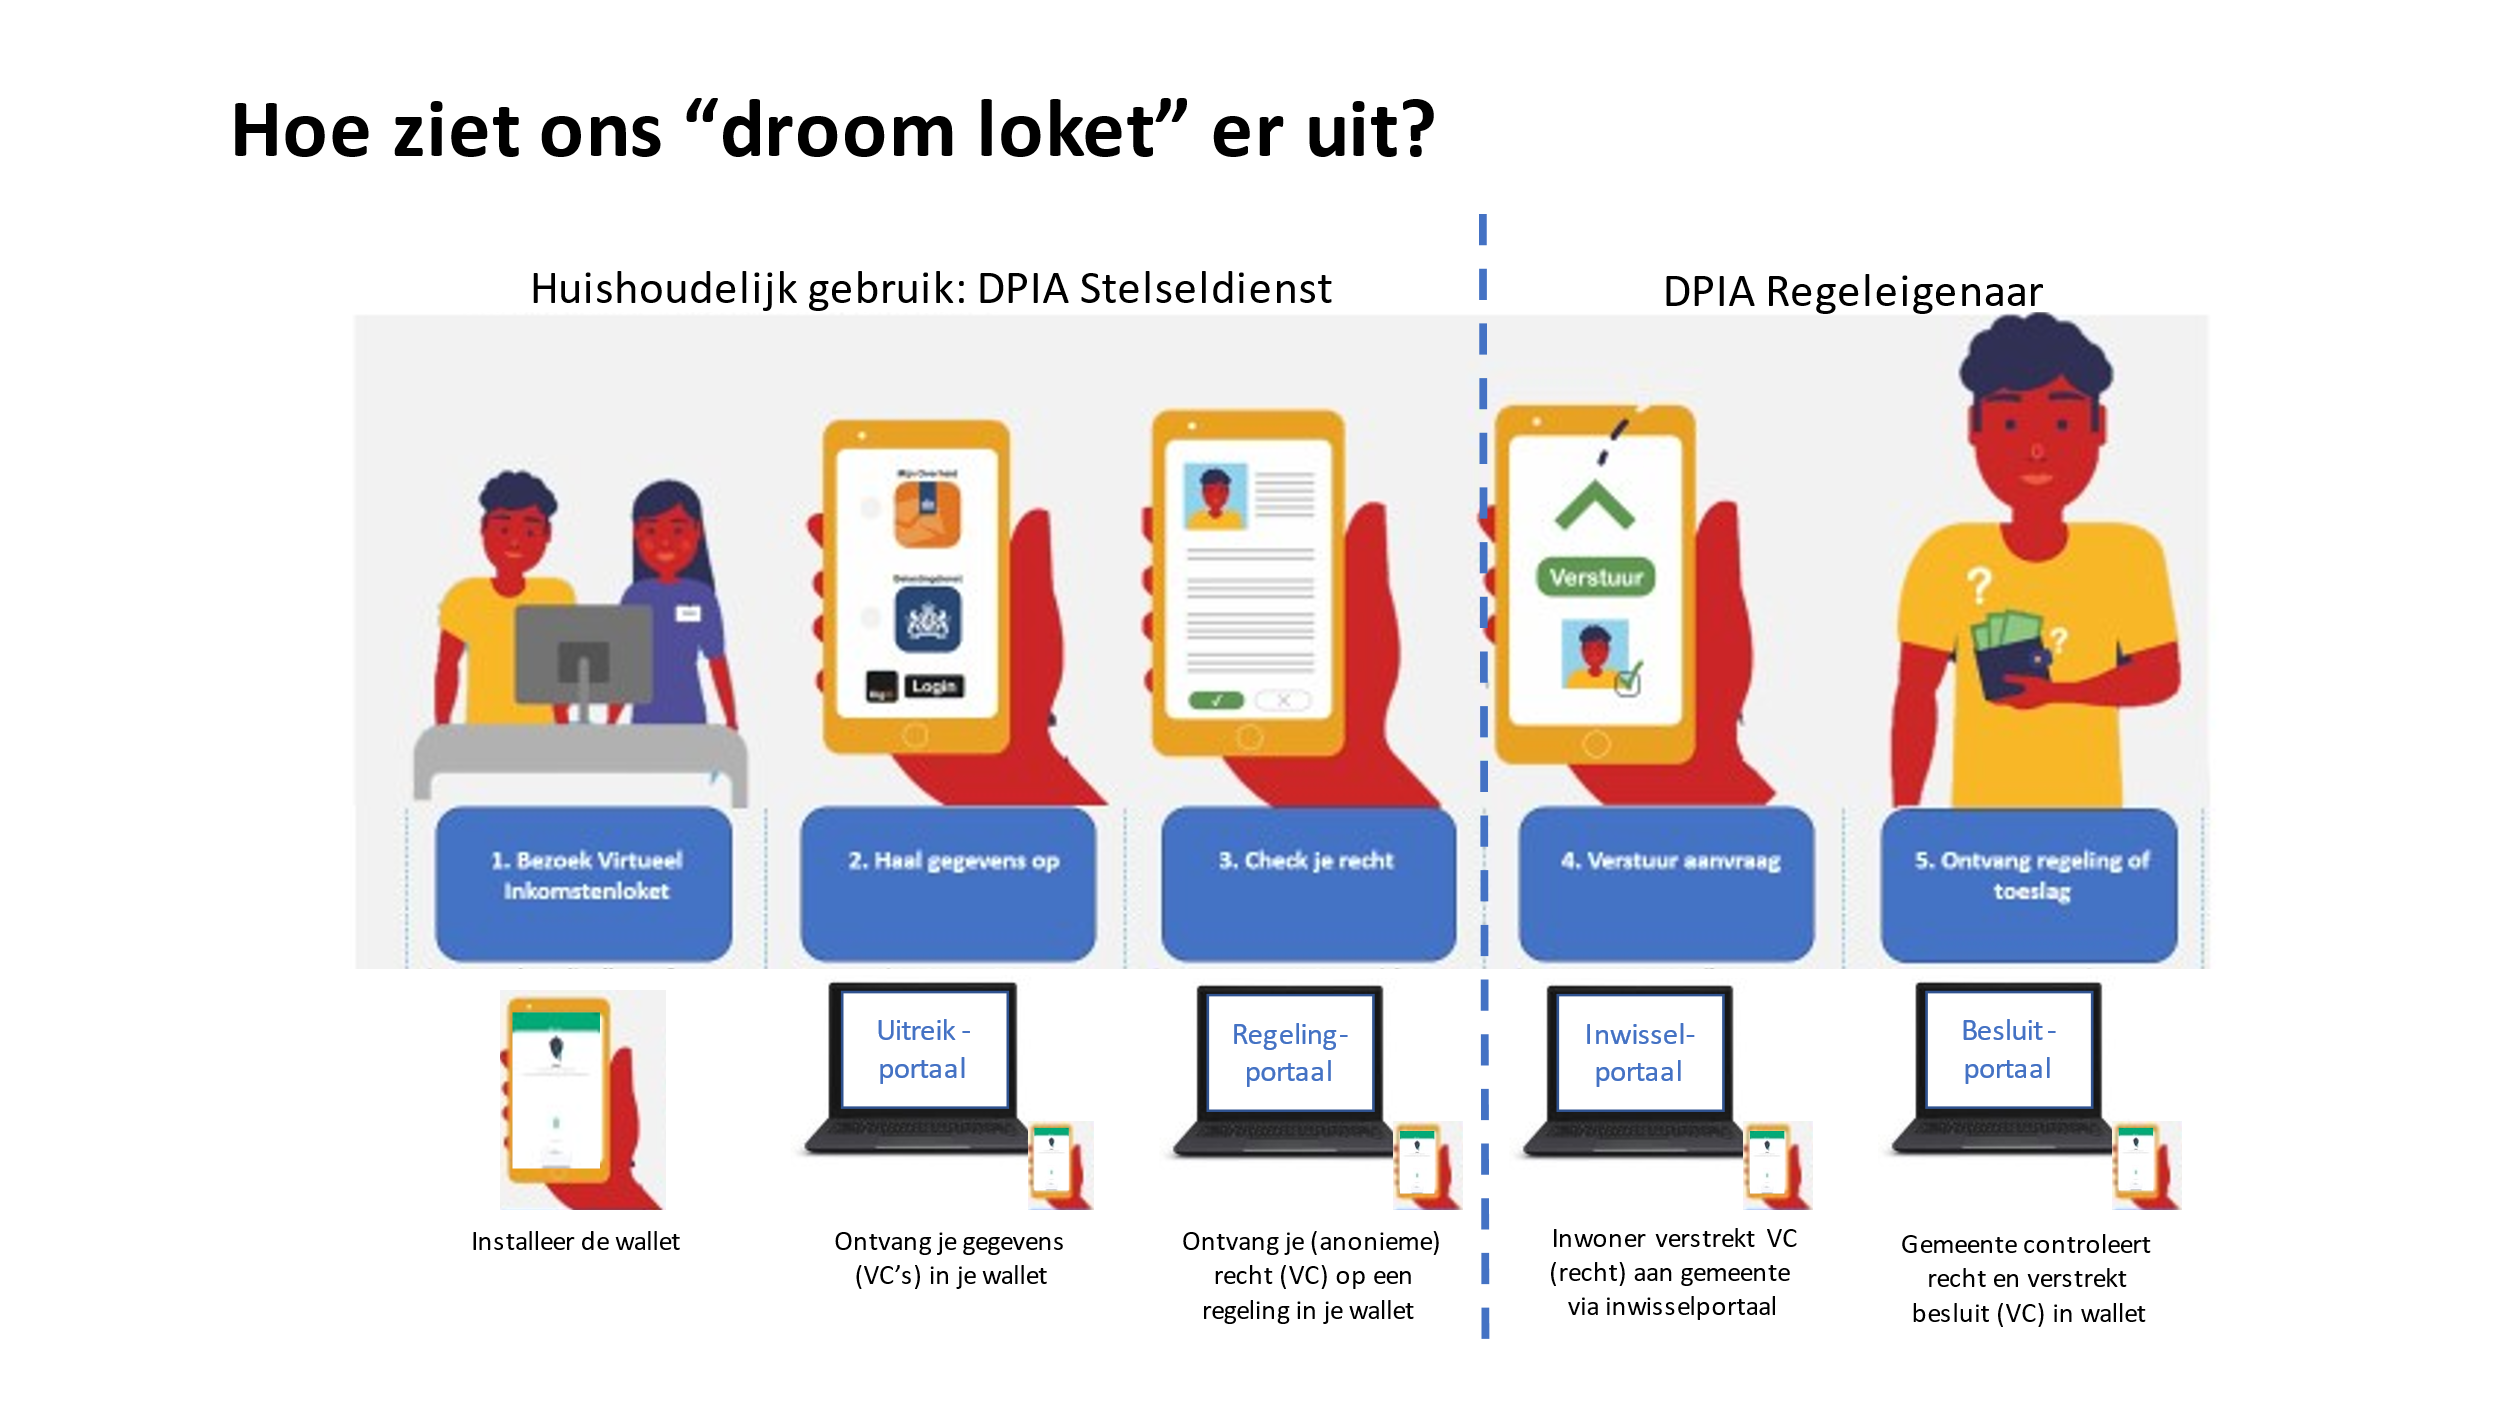 Hoe ziet ons “droom loket” er uit?
Huishoudelijk gebruik: DPIA Stelseldienst
DPIA Regeleigenaar
Mijn Overheid
Belastingdienst
Login
Verstuur
?
?
1. Bezoek Virtueel
Inkomstenloket
2. Haal gegevens op
3. Check je recht
4. Verstuur aanvraag
5. Ontvang regeling of
toeslag
Uitreik-
portaal
Regeling-
portaal
Inwissel-
portaal
Besluit-
portaal
Installeer de wallet
Ontvang je gegevens
(VC’s) in je wallet
Ontvang je (anonieme)
recht (VC) op een
regeling in je wallet
Inwoner verstrekt VC
(recht) aan gemeente
via inwisselportaal
Gemeente controleert
recht en verstrekt
besluit (VC) in wallet